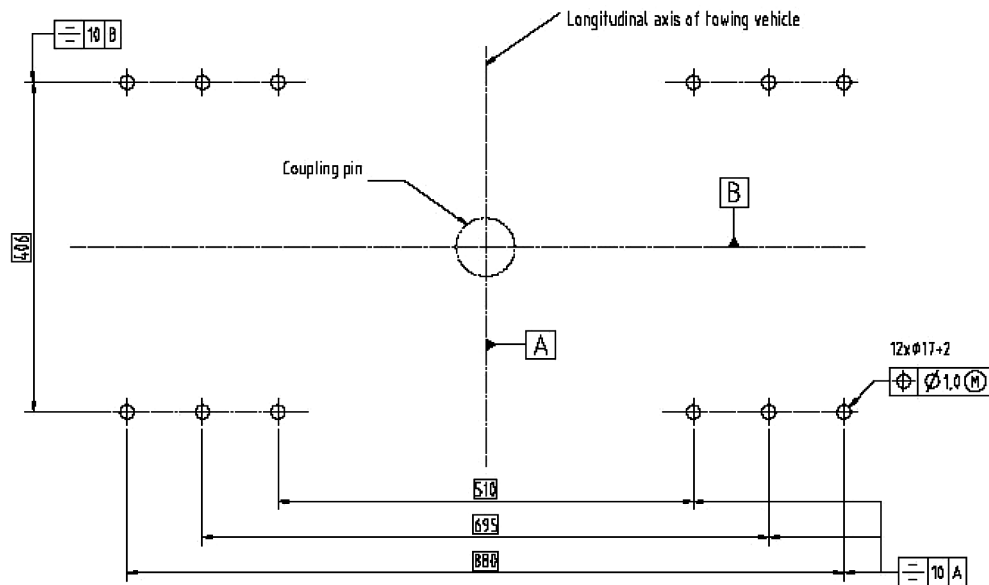 Longitudinal axis of towing vehicle
⌯ 10 B
Coupling pin
B
406
A
12xϕ17+2
⌖ Ø1,0 Ⓜ
510
695
880
⌯ 10 A